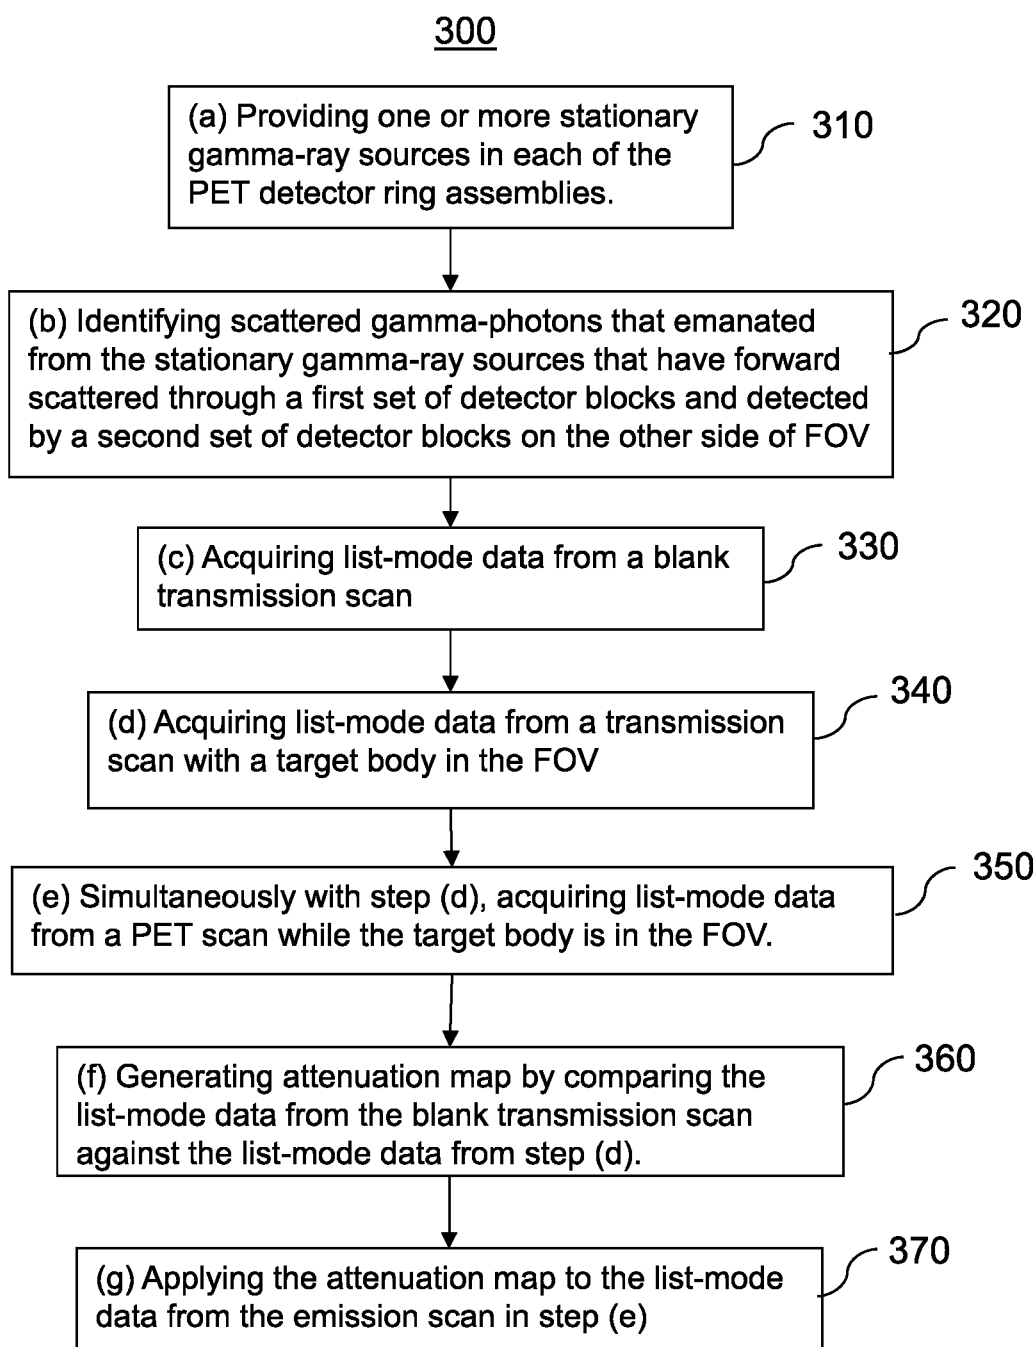 300
(a) Providing one or more stationary
gamma-ray sources in each of the
PET detector ring assemblies.
310
(b) Identifying scattered gamma-photons that emanated
from the stationary gamma-ray sources that have forward
scattered through a first set of detector blocks and detected
by a second set of detector blocks on the other side of FOV
320
(c) Acquiring list-mode data from a blank
transmission scan
330
(d) Acquiring list-mode data from a transmission
scan with a target body in the FOV
340
(e) Simultaneously with step (d), acquiring list-mode data
from a PET scan while the target body is in the FOV.
350
(f) Generating attenuation map by comparing the
list-mode data from the blank transmission scan
against the list-mode data from step (d).
360
(g) Applying the attenuation map to the list-mode
data from the emission scan in step (e)
370